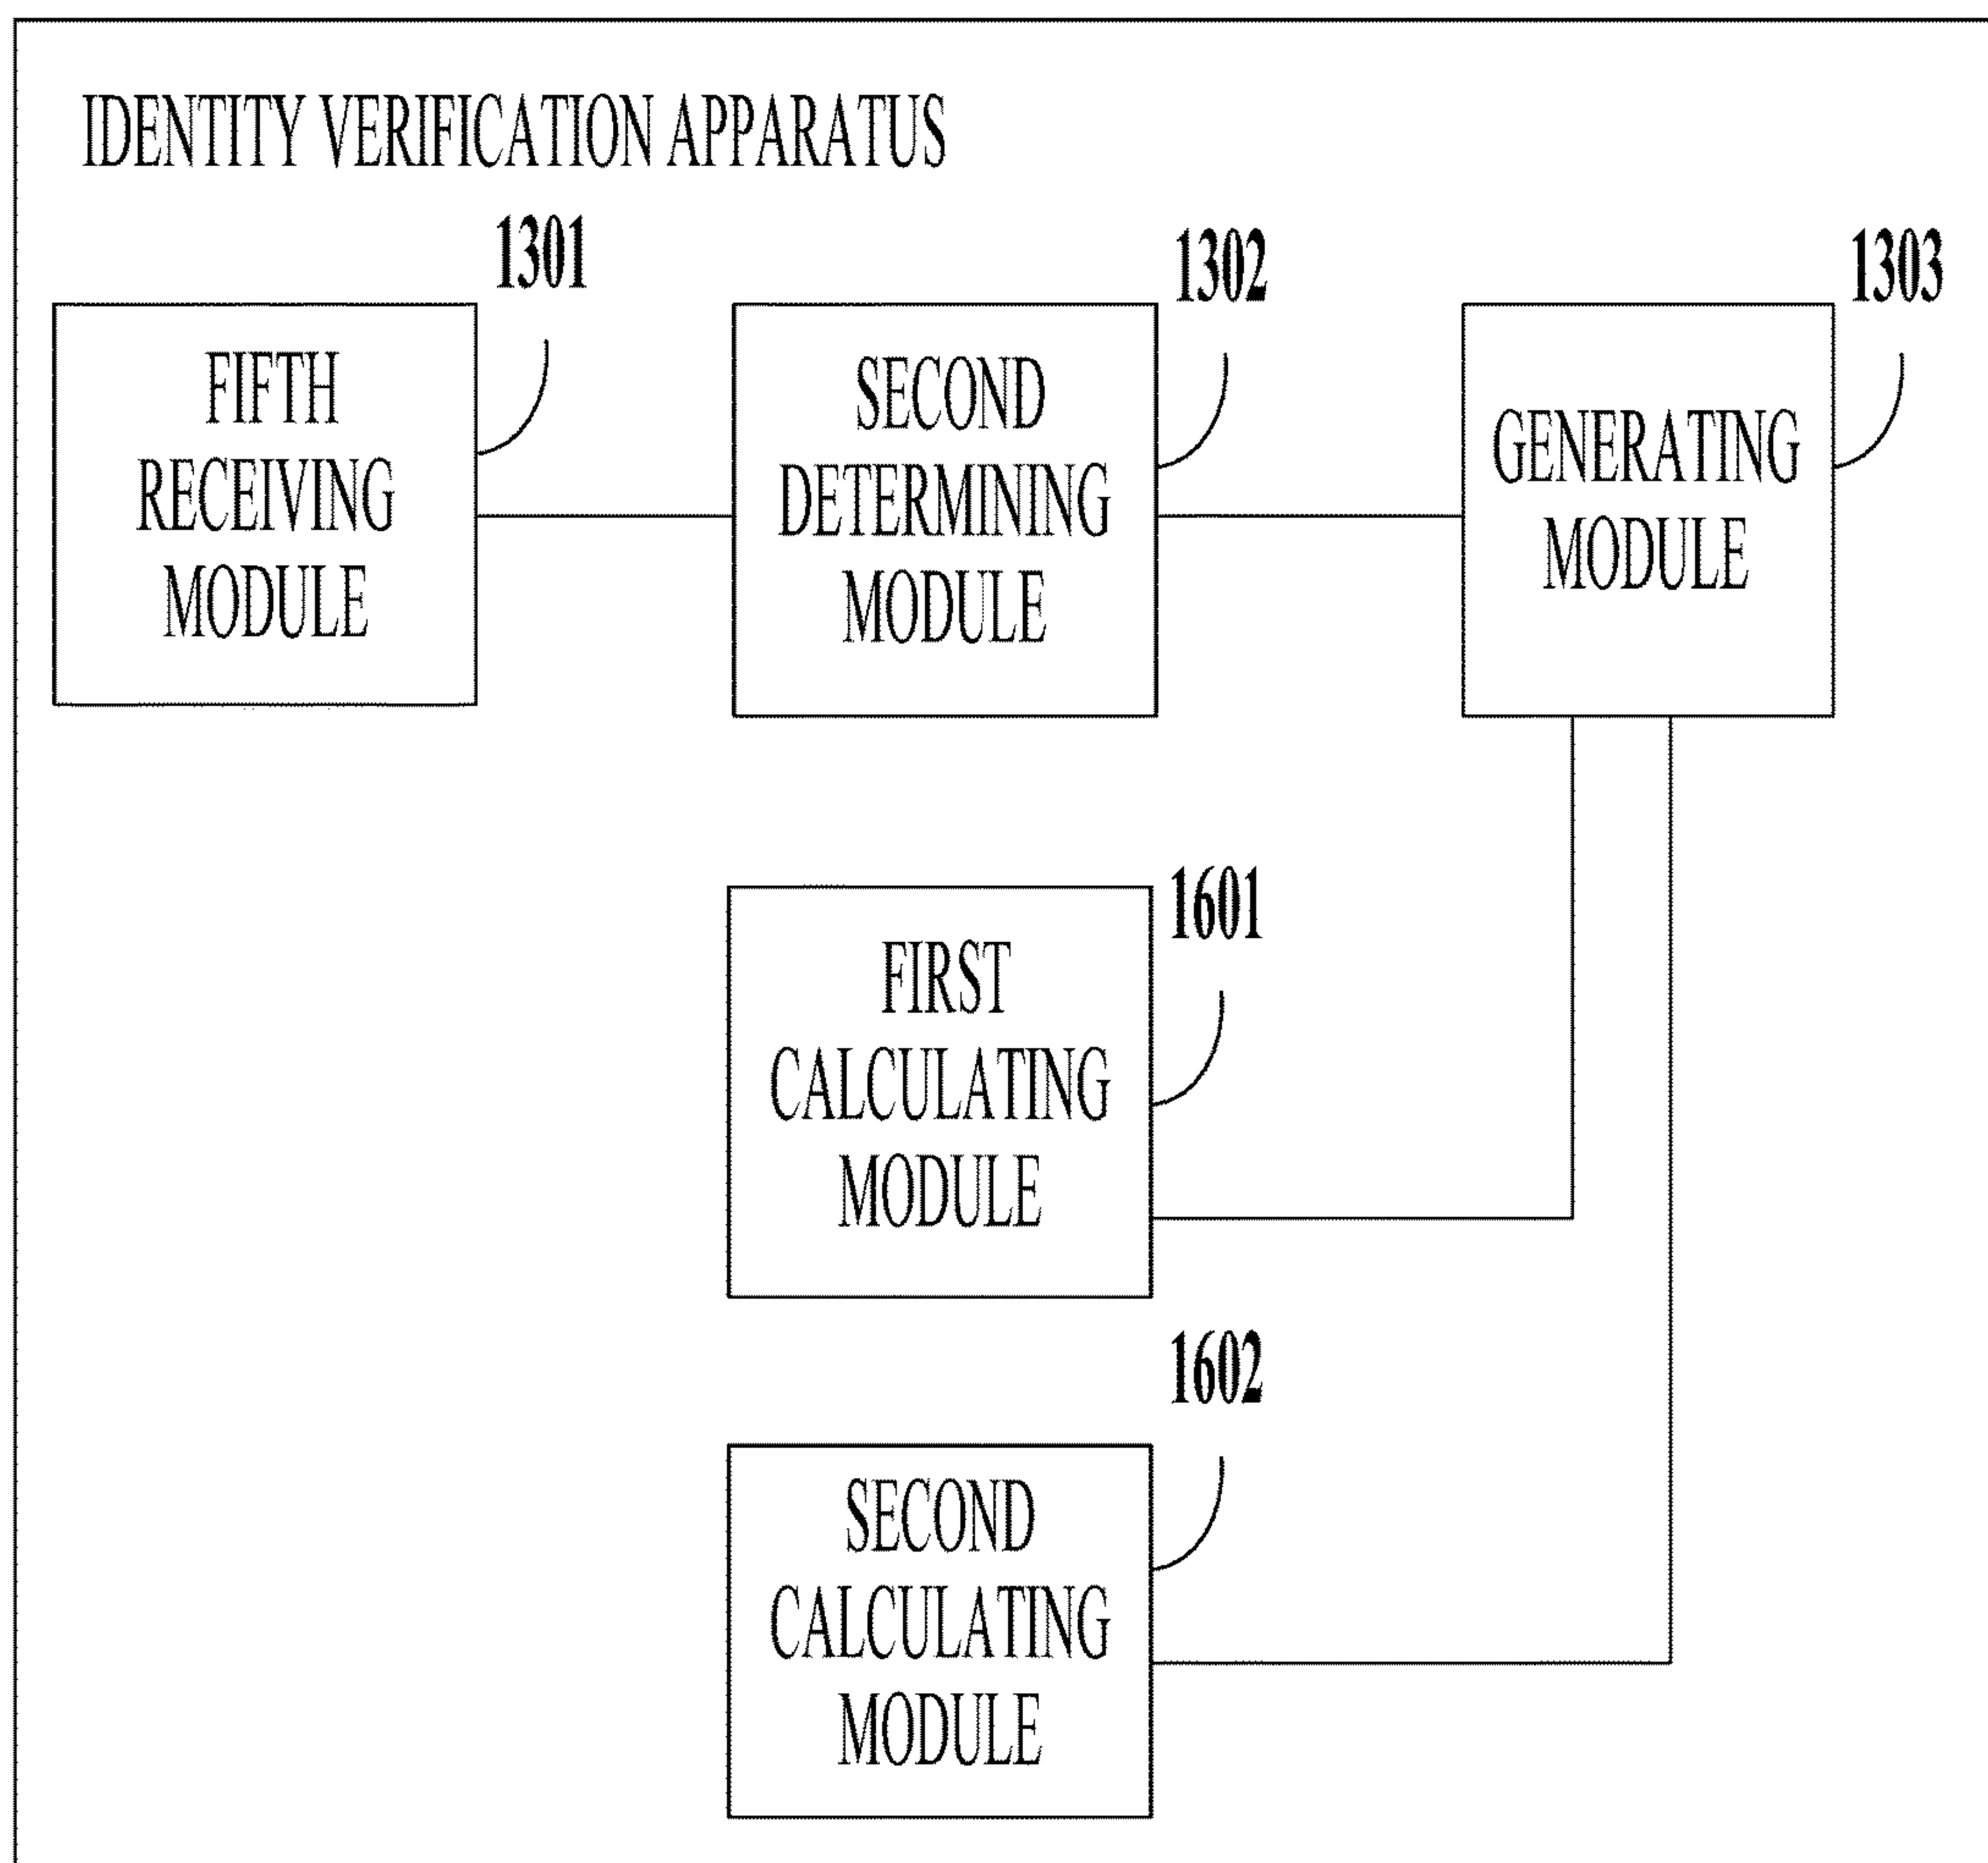 IDENTITY VERIFICATION APPARATUS
1301
FIFTH
RECEIVING
MODULE
1302
SECOND
DETERMINING
MODULE
1303
GENERATING
MODULE
1601
FIRST
CALCULATING
MODULE
1602
SECOND
CALCULATING
MODULE